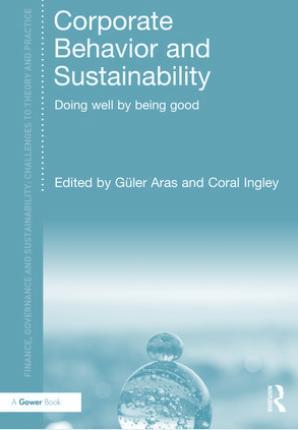 Corporate
Behavior and
Sustainability
Doing well by being good
Edited by Güler Aras and Coral Ingley
FINANCE, GOVERNANCE AND SUSTAINABILITY: CHALLENGES TO THEORY AND PRACTICE
A Gower Book
R